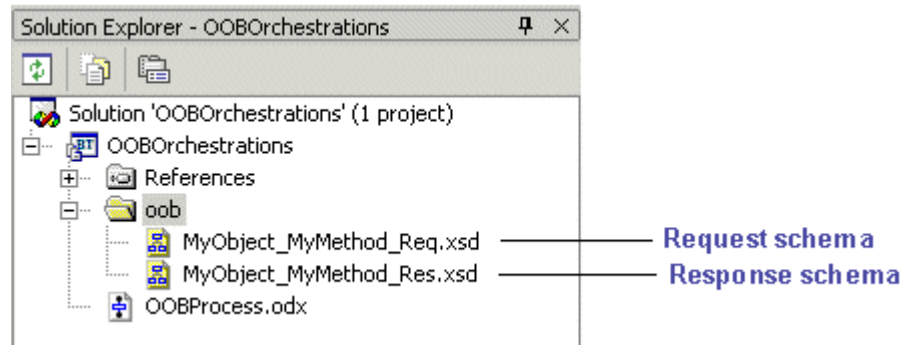 Solution Explorer - OOBOrchestrations
Solution 'OOBOrchestrations' (1 project)
BT OOBOrchestrations
References
oob
MyObject_MyMethod_Req.xsd Request schema
MyObject_MyMethod_Res.xsd Response schema
OOBProcess.odx